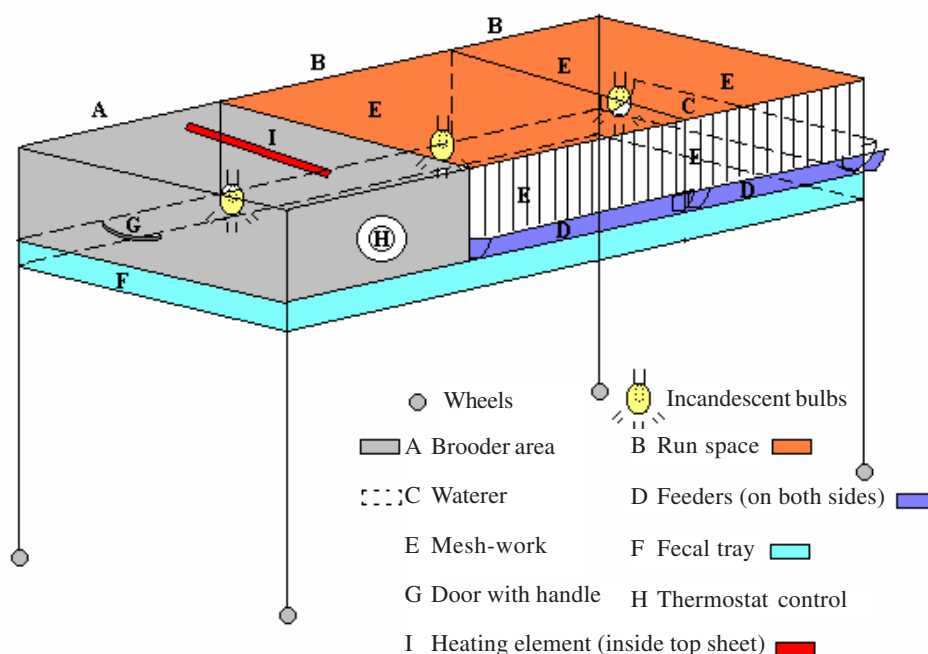 B
B
E
E
A
E
C
I
E
E
G
D
H
D
F
Wheels
Incandescent bulbs
A Brooder area
B Run space
C Waterer
D Feeders (on both sides)
E Mesh-work
F Fecal tray
G Door with handle
H Thermostat control
I Heating element (inside top sheet)